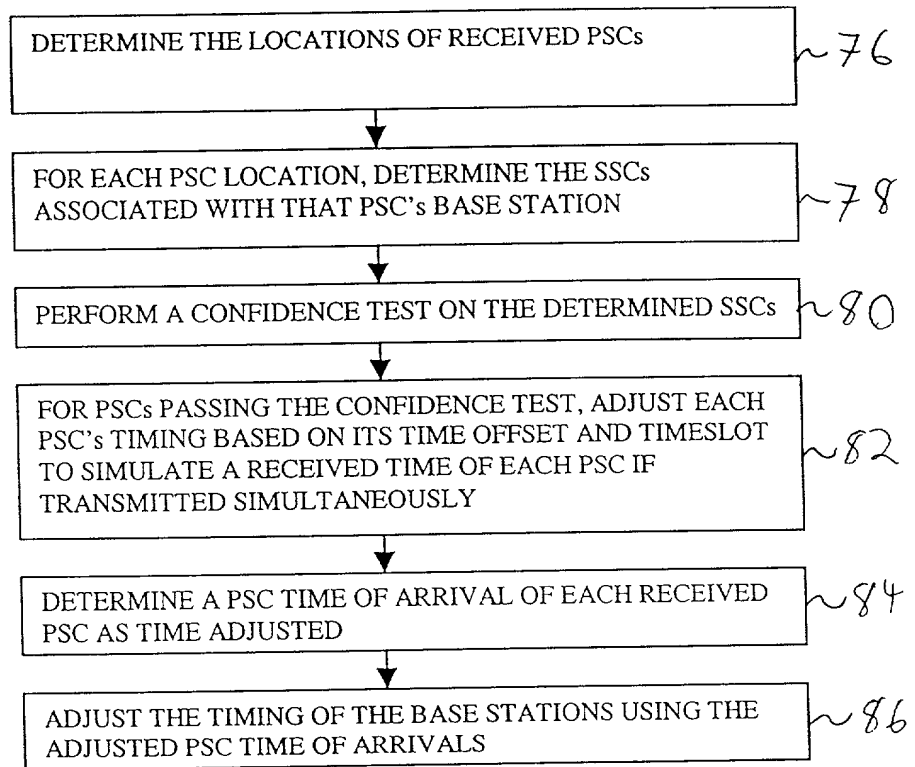 DETERMINE THE LOCATIONS OF RECEIVED PSCs
76
FOR EACH PSC LOCATION, DETERMINE THE SSCs
ASSOCIATED WITH THAT PSC's BASE STATION
78
PERFORM A CONFIDENCE TEST ON THE DETERMINED SSCs
80
FOR PSCs PASSING THE CONFIDENCE TEST, ADJUST EACH
PSC's TIMING BASED ON ITS TIME OFFSET AND TIMESLOT
TO SIMULATE A RECEIVED TIME OF EACH PSC IF
TRANSMITTED SIMULTANEOUSLY
82
DETERMINE A PSC TIME OF ARRIVAL OF EACH RECEIVED
PSC AS TIME ADJUSTED
84
ADJUST THE TIMING OF THE BASE STATIONS USING THE
ADJUSTED PSC TIME OF ARRIVALS
86